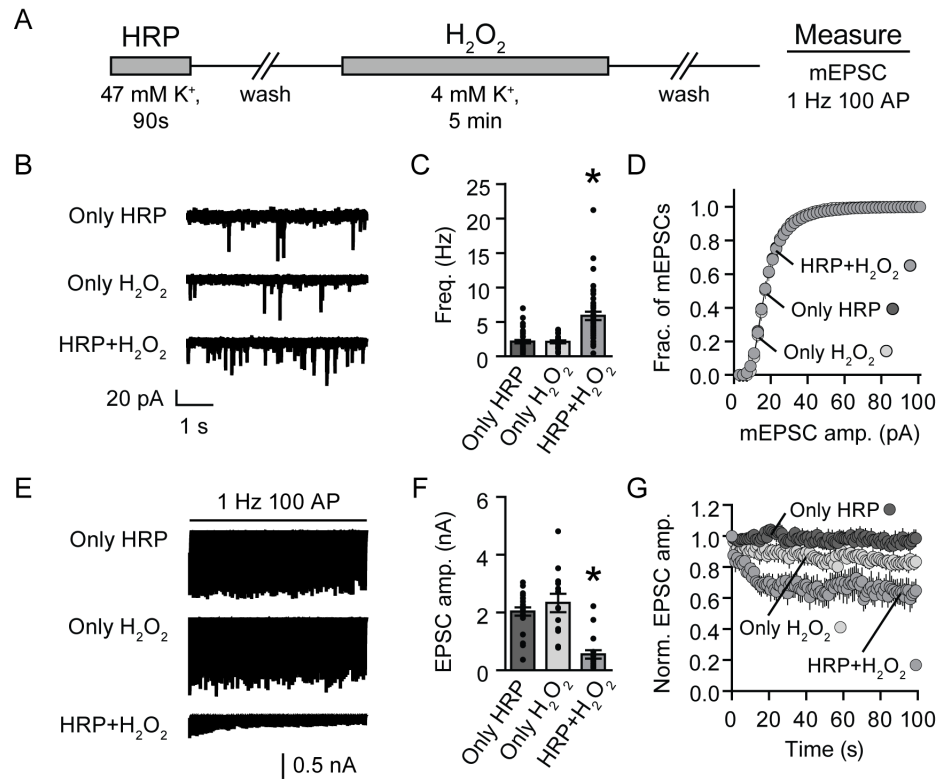 A
HRP
H₂O₂
Measure
47 mM K⁺,
90s
wash
4 mM K⁺,
5 min
wash
mEPSC
1 Hz 100 AP
B
Only HRP
Only H₂O₂
HRP+H₂O₂
20 pA
1 s
C
*
Freq. (Hz)
25
20
15
10
5
0
Only HRP
Only H₂O₂
HRP+H₂O₂
D
Frac. of mEPSCs
1.0
0.8
0.6
0.4
0.2
0.0
HRP+H₂O₂
Only HRP
Only H₂O₂
0 20 40 60 80 100
mEPSC amp. (pA)
E
1 Hz 100 AP
Only HRP
Only H₂O₂
HRP+H₂O₂
0.5 nA
F
EPSC amp. (nA)
6
4
2
0
*
Only HRP
Only H₂O₂
HRP+H₂O₂
G
Norm. EPSC amp.
1.2
1.0
0.8
0.6
0.4
0.2
0.0
Only HRP
Only H₂O₂
HRP+H₂O₂
0 20 40 60 80 100
Time (s)